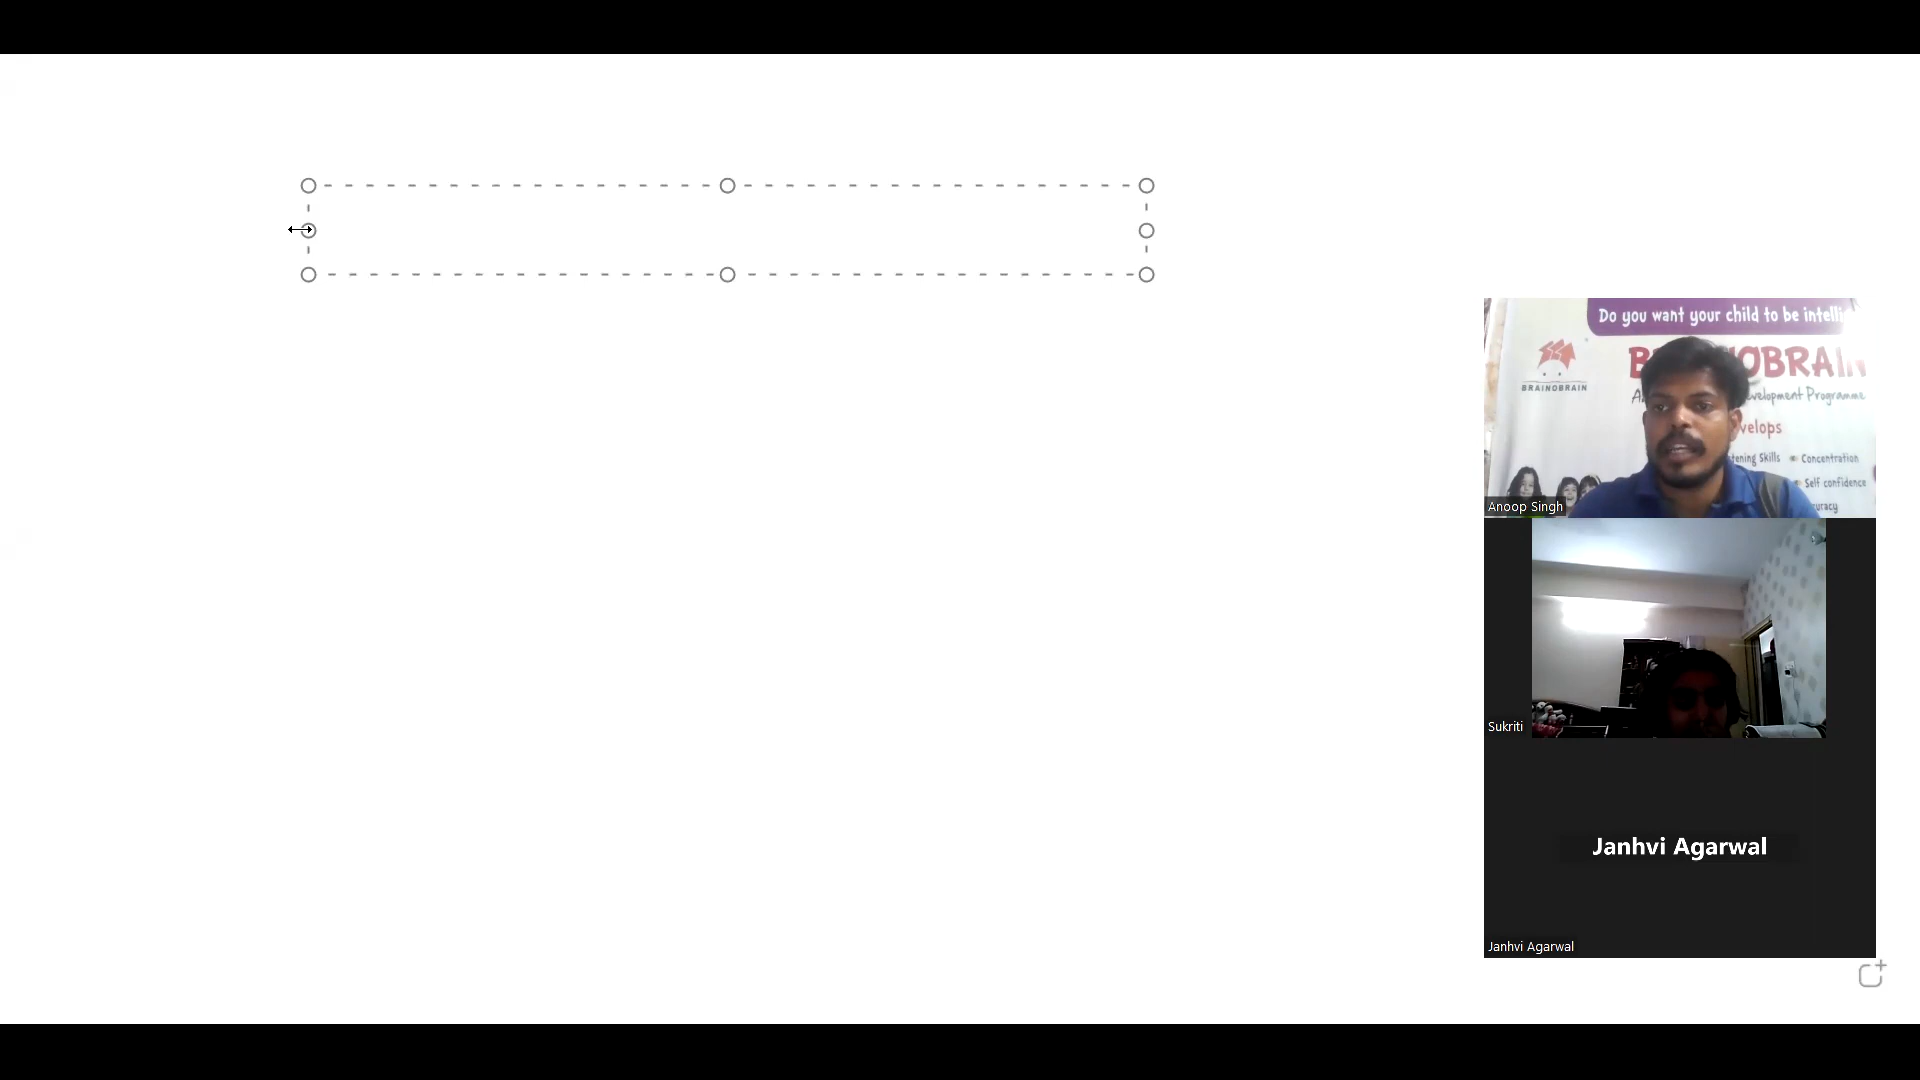 Do you want your child to be intelli
BRAINOBRAIN
BRAINOBRAIN
velopment Programme
velops
tening Skills
Concentration
Self confidence
uracy
Anoop Singh
Sukriti
Janhvi Agarwal
Janhvi Agarwal